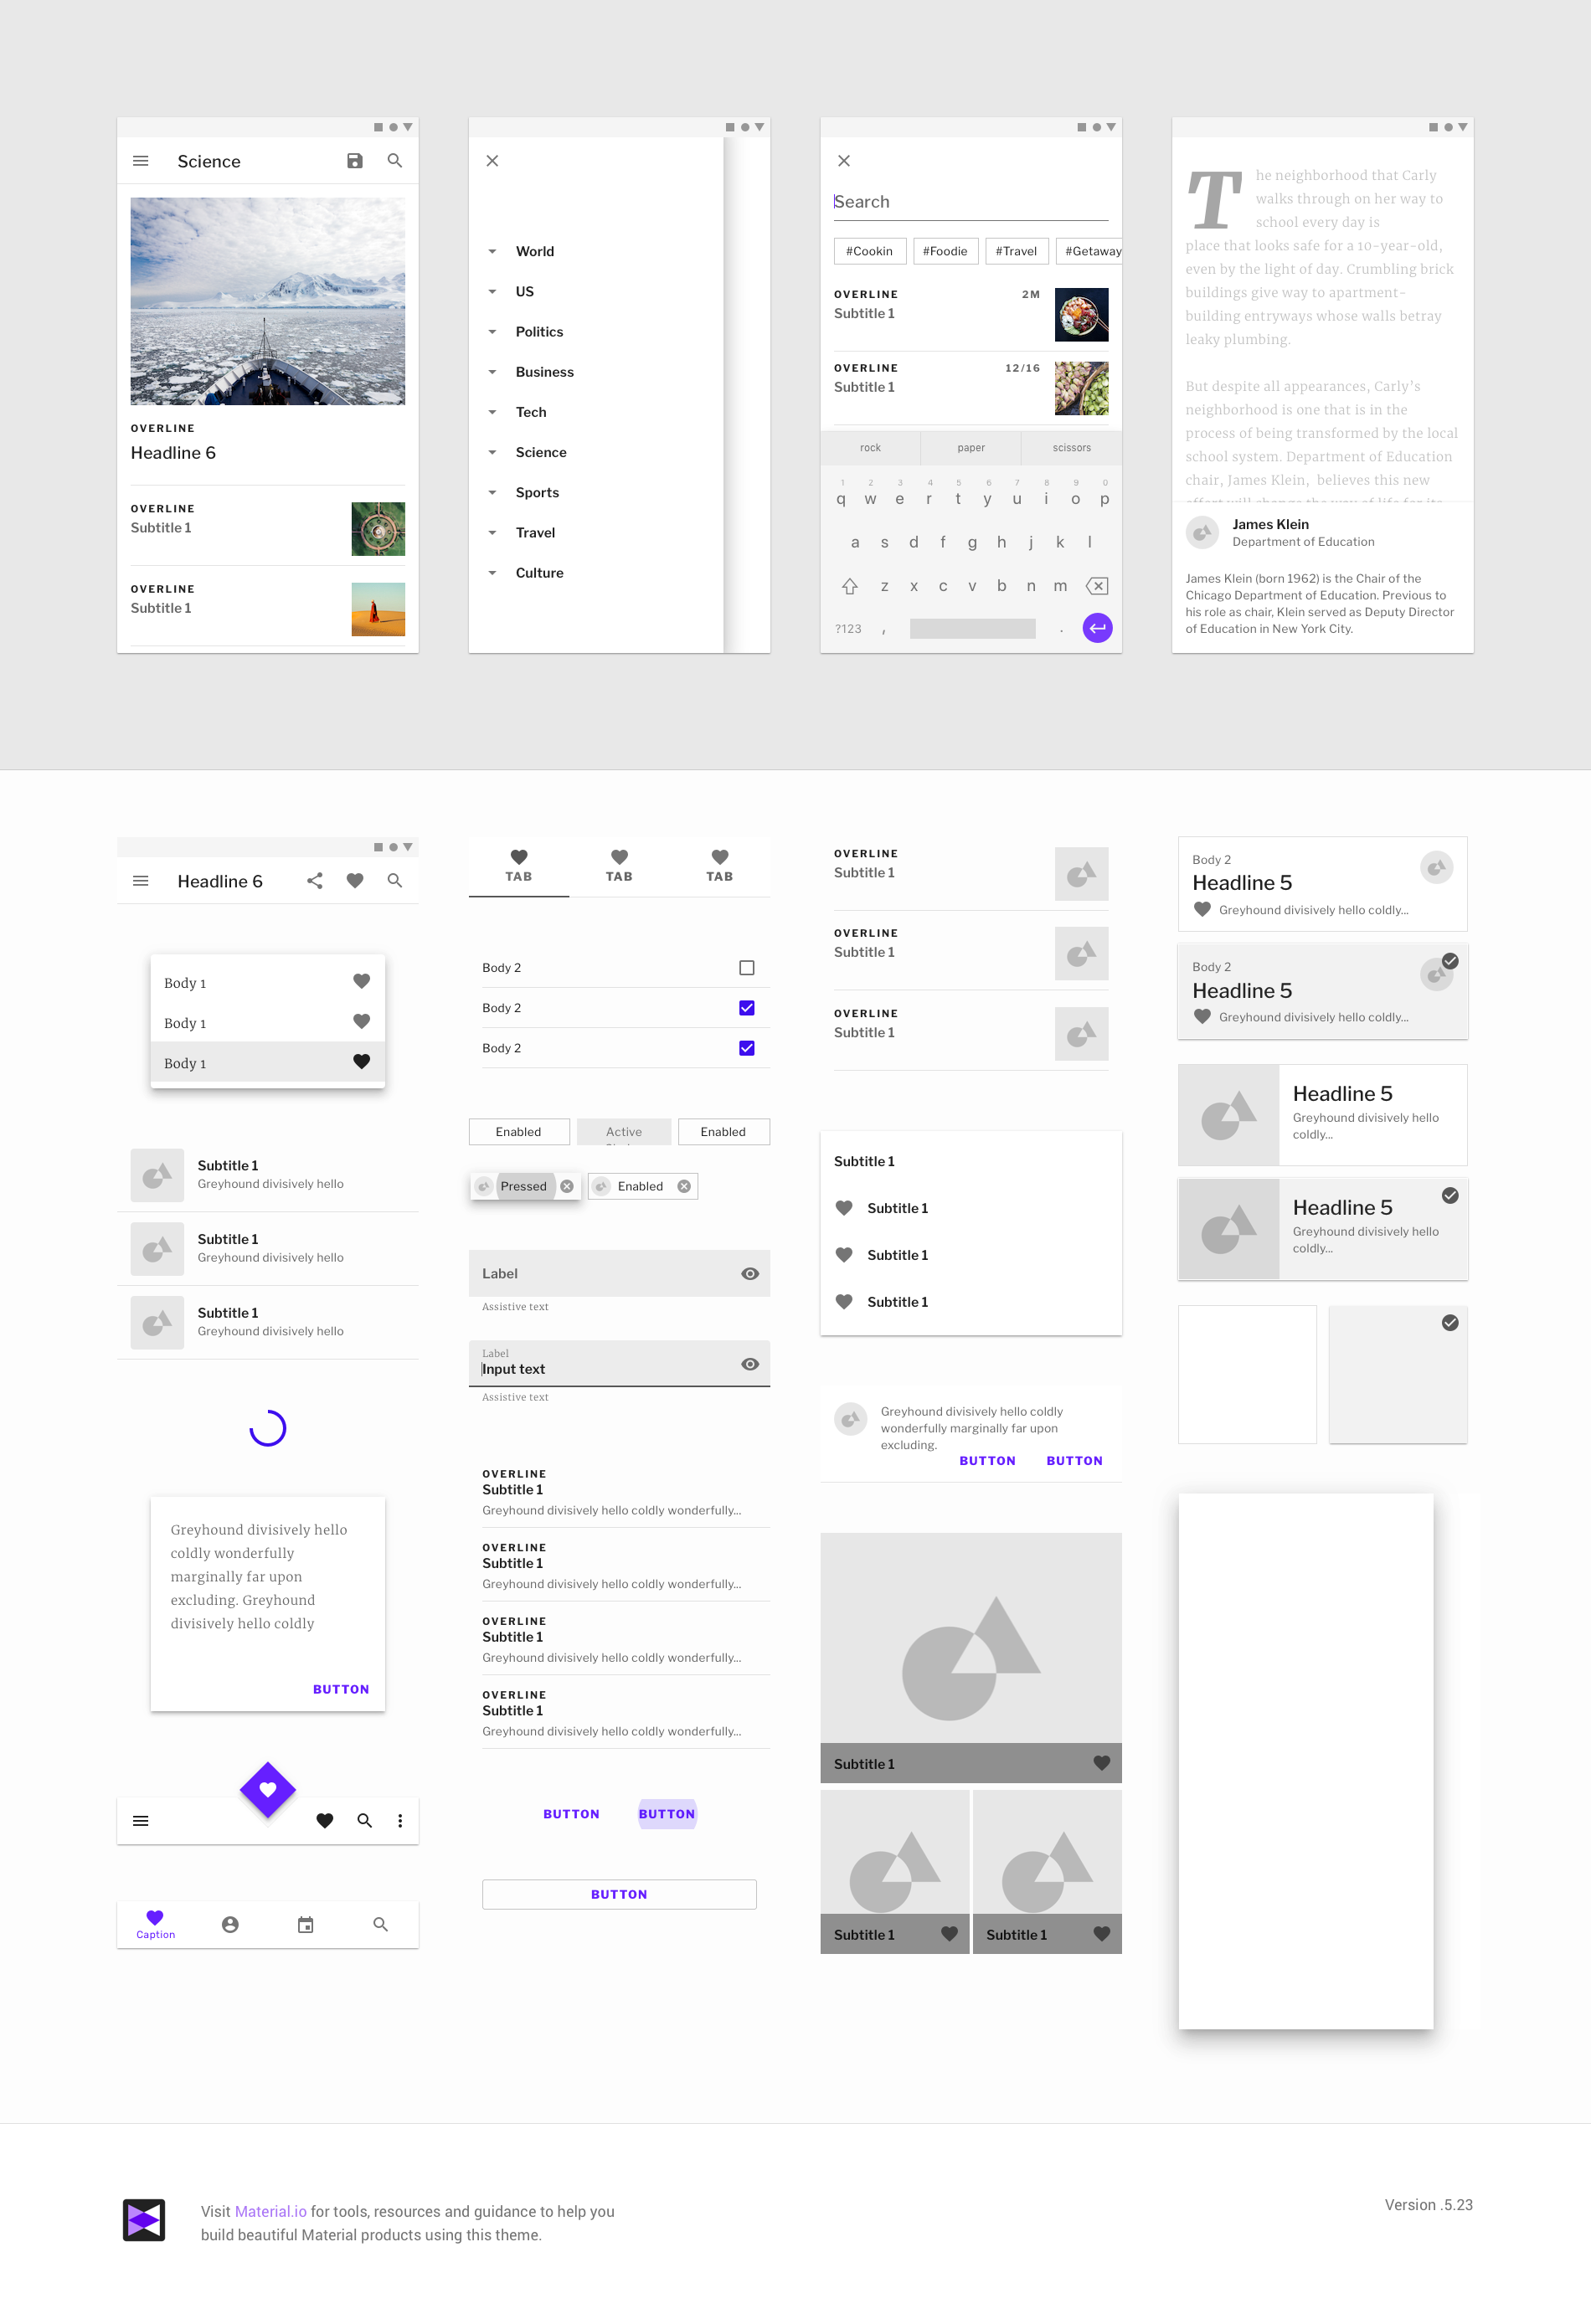 Science
OVERLINE
Headline 6
OVERLINE
Subtitle 1
OVERLINE
Subtitle 1
World
US
Politics
Business
Tech
Science
Sports
Travel
Culture
Search
#Cookin #Foodie #Travel #Getaway
OVERLINE 2M
Subtitle 1
OVERLINE 12/16
Subtitle 1
rock paper scissors
1 2 3 4 5 6 7 8 9 0
q w e r t y u i o p
a s d f g h j k l
z x c v b n m
?123 , .
The neighborhood that Carly
walks through on her way to
school every day is
place that looks safe for a 10-year-old,
even by the light of day. Crumbling brick
buildings give way to apartment-
building entryways whose walls betray
leaky plumbing.
But despite all appearances, Carly's
neighborhood is one that is in the
process of being transformed by the local
school system. Department of Education
chair, James Klein, believes this new
James Klein
Department of Education
James Klein (born 1962) is the Chair of the
Chicago Department of Education. Previous to
his role as chair, Klein served as Deputy Director
of Education in New York City.
Headline 6
Body 1
Body 1
Body 1
Subtitle 1
Greyhound divisively hello
Subtitle 1
Greyhound divisively hello
Subtitle 1
Greyhound divisively hello
Greyhound divisively hello
coldly wonderfully
marginally far upon
excluding. Greyhound
divisively hello coldly
BUTTON
Caption
TAB TAB TAB
Body 2
Body 2
Body 2
Enabled Active Enabled
Pressed Enabled
Label
Assistive text
Label
Input text
Assistive text
OVERLINE
Subtitle 1
Greyhound divisively hello coldly wonderfully...
OVERLINE
Subtitle 1
Greyhound divisively hello coldly wonderfully...
OVERLINE
Subtitle 1
Greyhound divisively hello coldly wonderfully...
OVERLINE
Subtitle 1
Greyhound divisively hello coldly wonderfully...
BUTTON BUTTON
BUTTON
OVERLINE
Subtitle 1
OVERLINE
Subtitle 1
OVERLINE
Subtitle 1
Subtitle 1
Subtitle 1
Subtitle 1
Subtitle 1
Greyhound divisively hello coldly
wonderfully marginally far upon
excluding.
BUTTON BUTTON
Subtitle 1
Subtitle 1 Subtitle 1
Body 2
Headline 5
Greyhound divisively hello coldly...
Body 2
Headline 5
Greyhound divisively hello coldly...
Headline 5
Greyhound divisively hello
coldly...
Headline 5
Greyhound divisively hello
coldly...
Visit Material.io for tools, resources and guidance to help you
build beautiful Material products using this theme.
Version .5.23